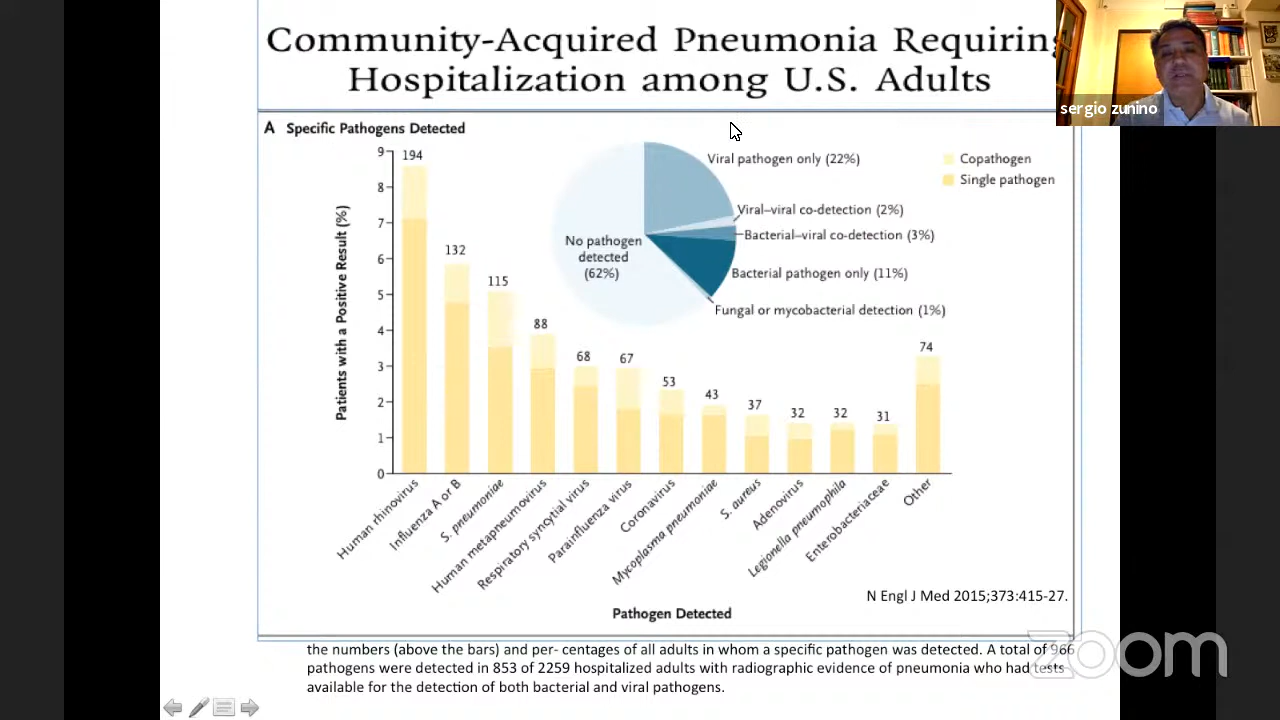 Community-Acquired Pneumonia Requiring
Hospitalization among U.S. Adults
sergio zunino
A Specific Pathogens Detected
Patients with a Positive Result (%)
9
8
7
6
5
4
3
2
1
0
194
132
115
88
68
67
53
43
37
32
32
31
74
Human rhinovirus
Influenza A or B
S. pneumoniae
Human metapneumovirus
Respiratory syncytial virus
Parainfluenza virus
Coronavirus
Mycoplasma pneumoniae
S. aureus
Adenovirus
Legionella pneumophila
Enterobacteriaceae
Other
Pathogen Detected
No pathogen
detected
(62%)
Viral pathogen only (22%)
Viral–viral co-detection (2%)
Bacterial–viral co-detection (3%)
Bacterial pathogen only (11%)
Fungal or mycobacterial detection (1%)
Copathogen
Single pathogen
N Engl J Med 2015;373:415-27.
the numbers (above the bars) and per- centages of all adults in whom a specific pathogen was detected. A total of 966
pathogens were detected in 853 of 2259 hospitalized adults with radiographic evidence of pneumonia who had tests
available for the detection of both bacterial and viral pathogens.
zoom